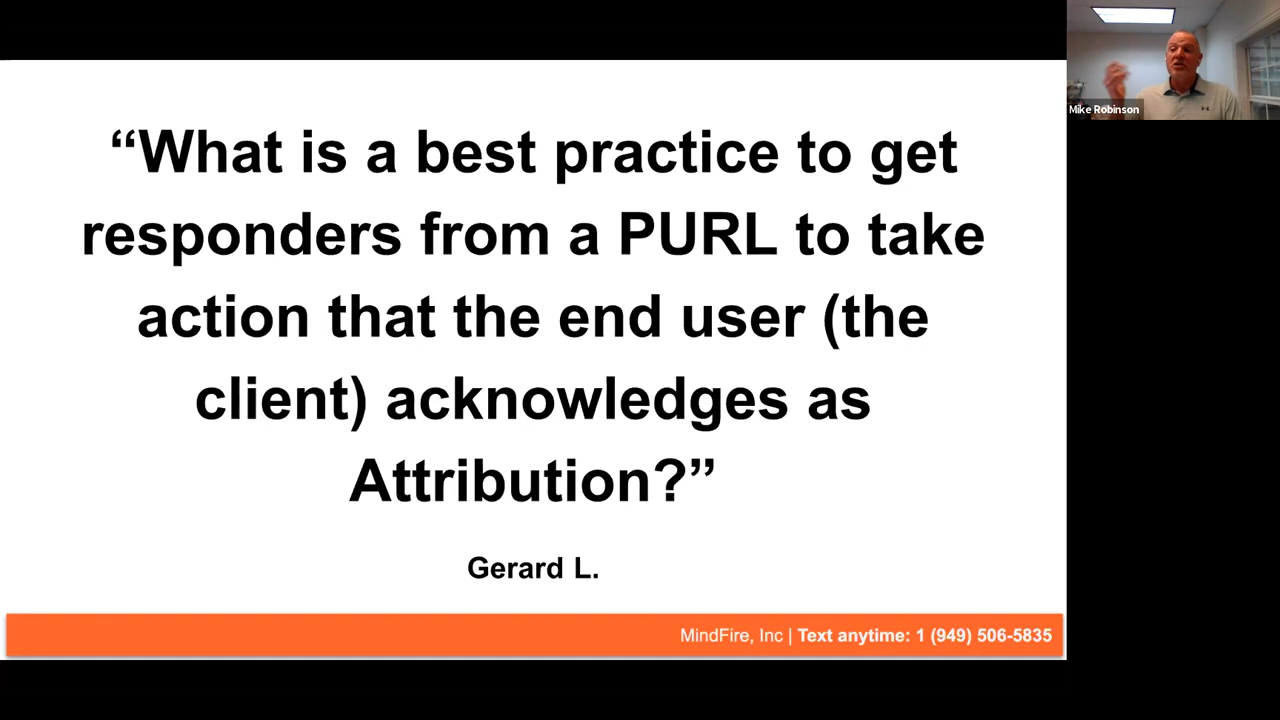 “What is a best practice to get
responders from a PURL to take
action that the end user (the
client) acknowledges as
Attribution?”
Gerard L.
MindFire, Inc | Text anytime: 1 (949) 506-5835
Mike Robinson